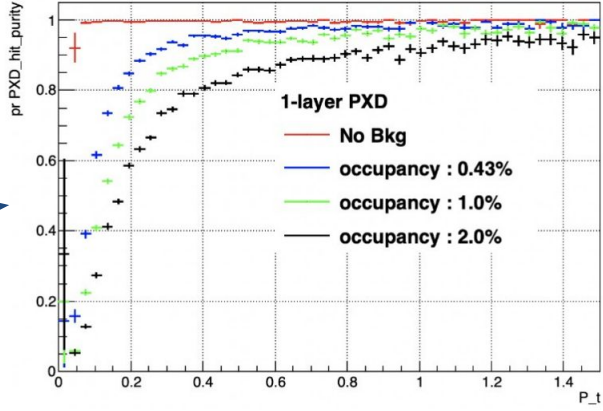 pr PXD_hit_purity
1
0.8
0.6
0.4
0.2
0
1-layer PXD
No Bkg
occupancy : 0.43%
occupancy : 1.0%
occupancy : 2.0%
0 0.2 0.4 0.6 0.8 1 1.2 1.4
P_t